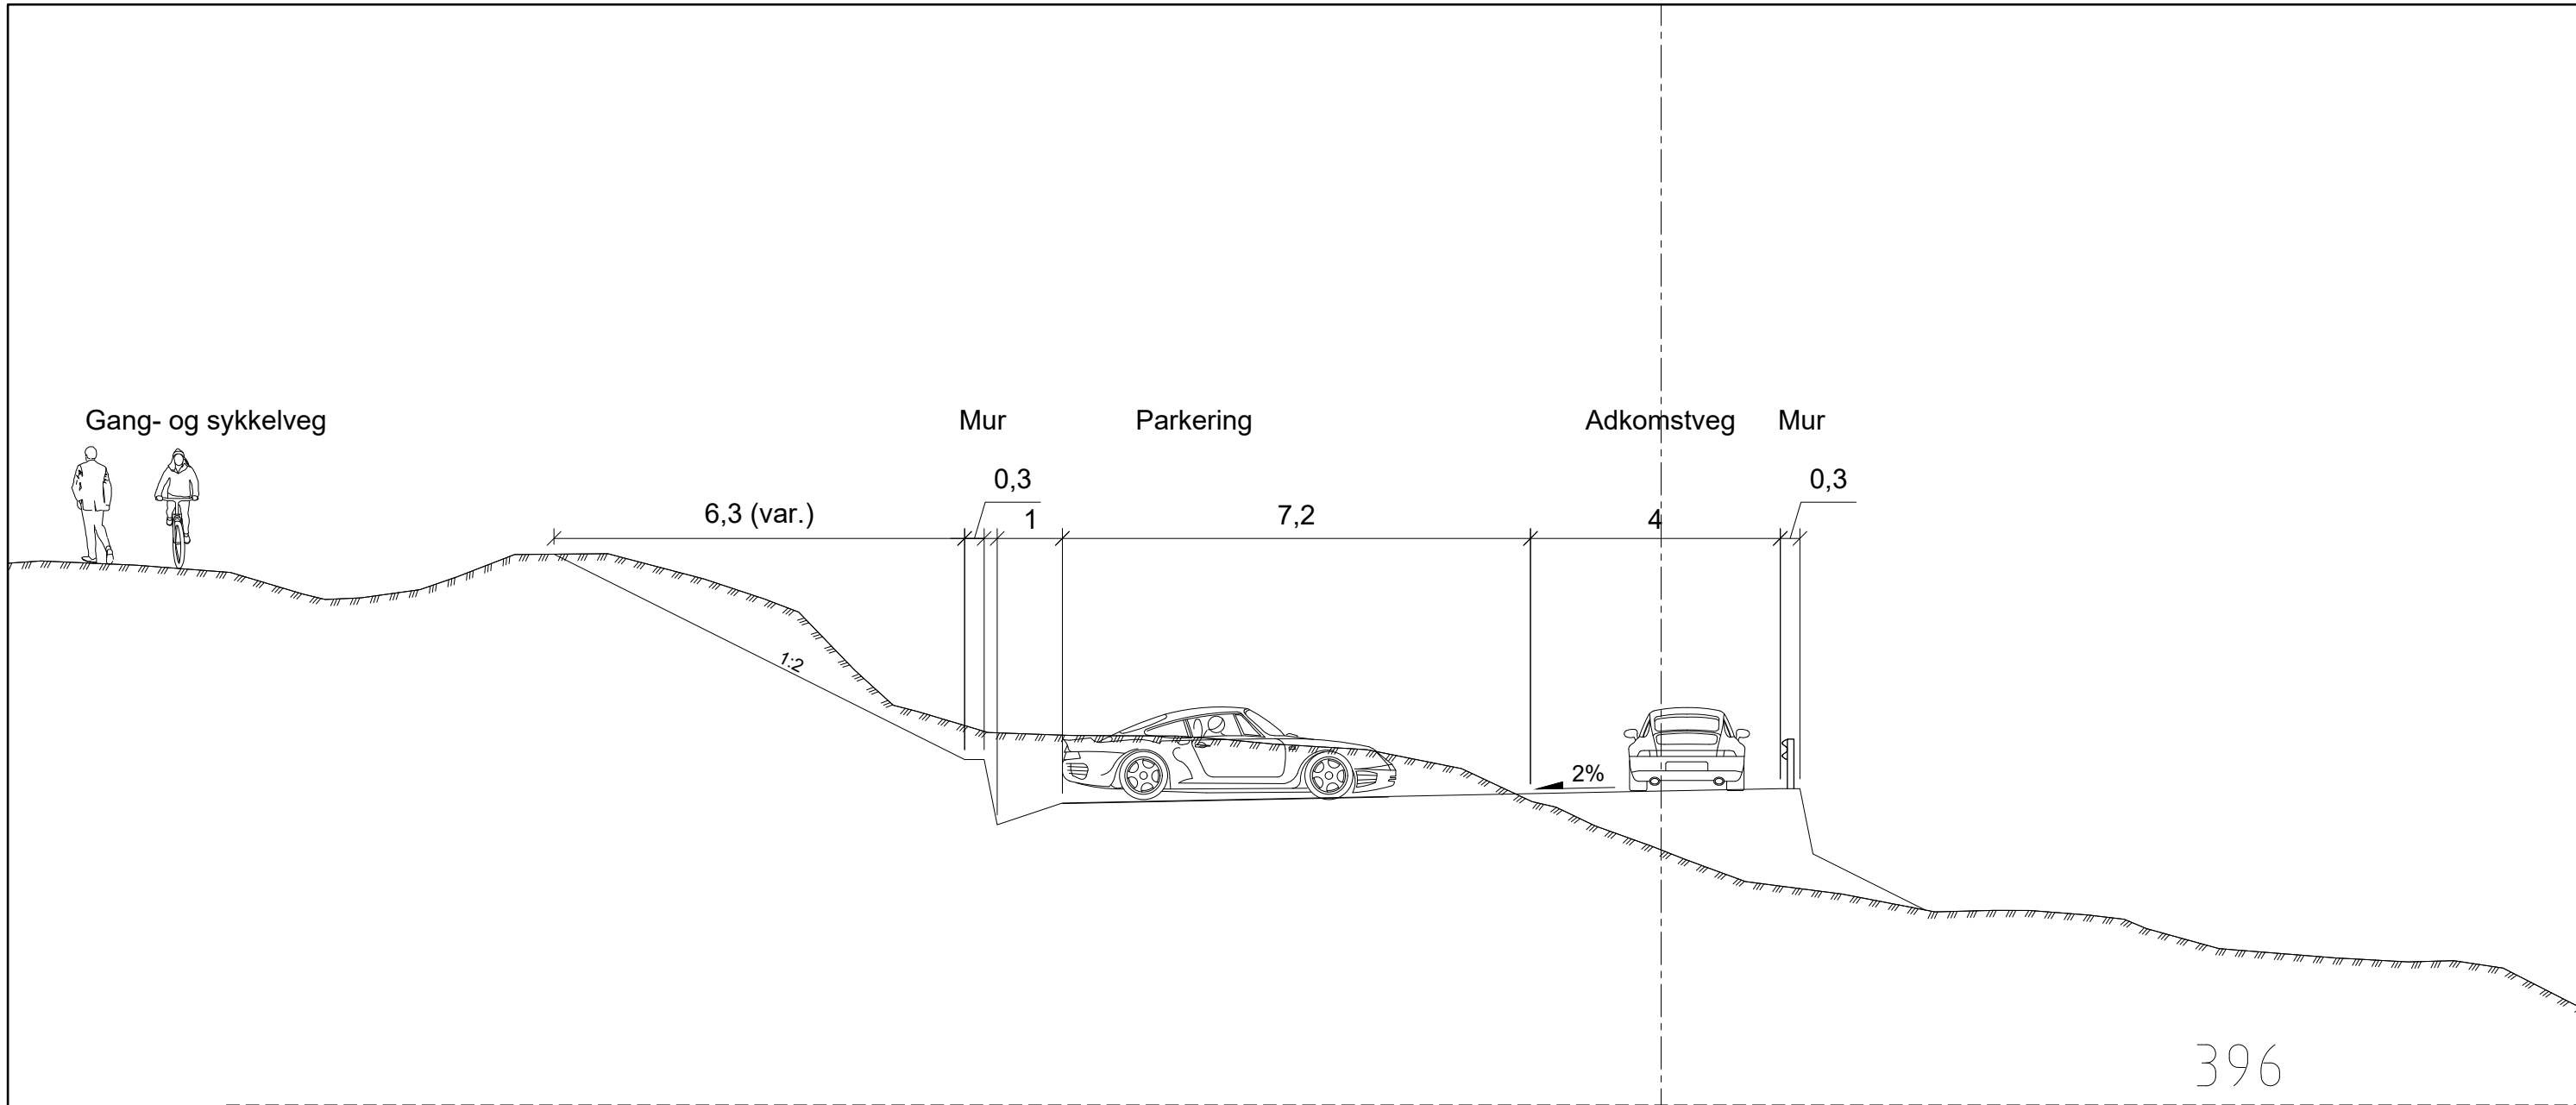 Gang- og sykkelveg
Mur
Parkering
Adkomstveg
Mur
0,3
0,3
6,3 (var.)
1
7,2
4
1:2
2%
396